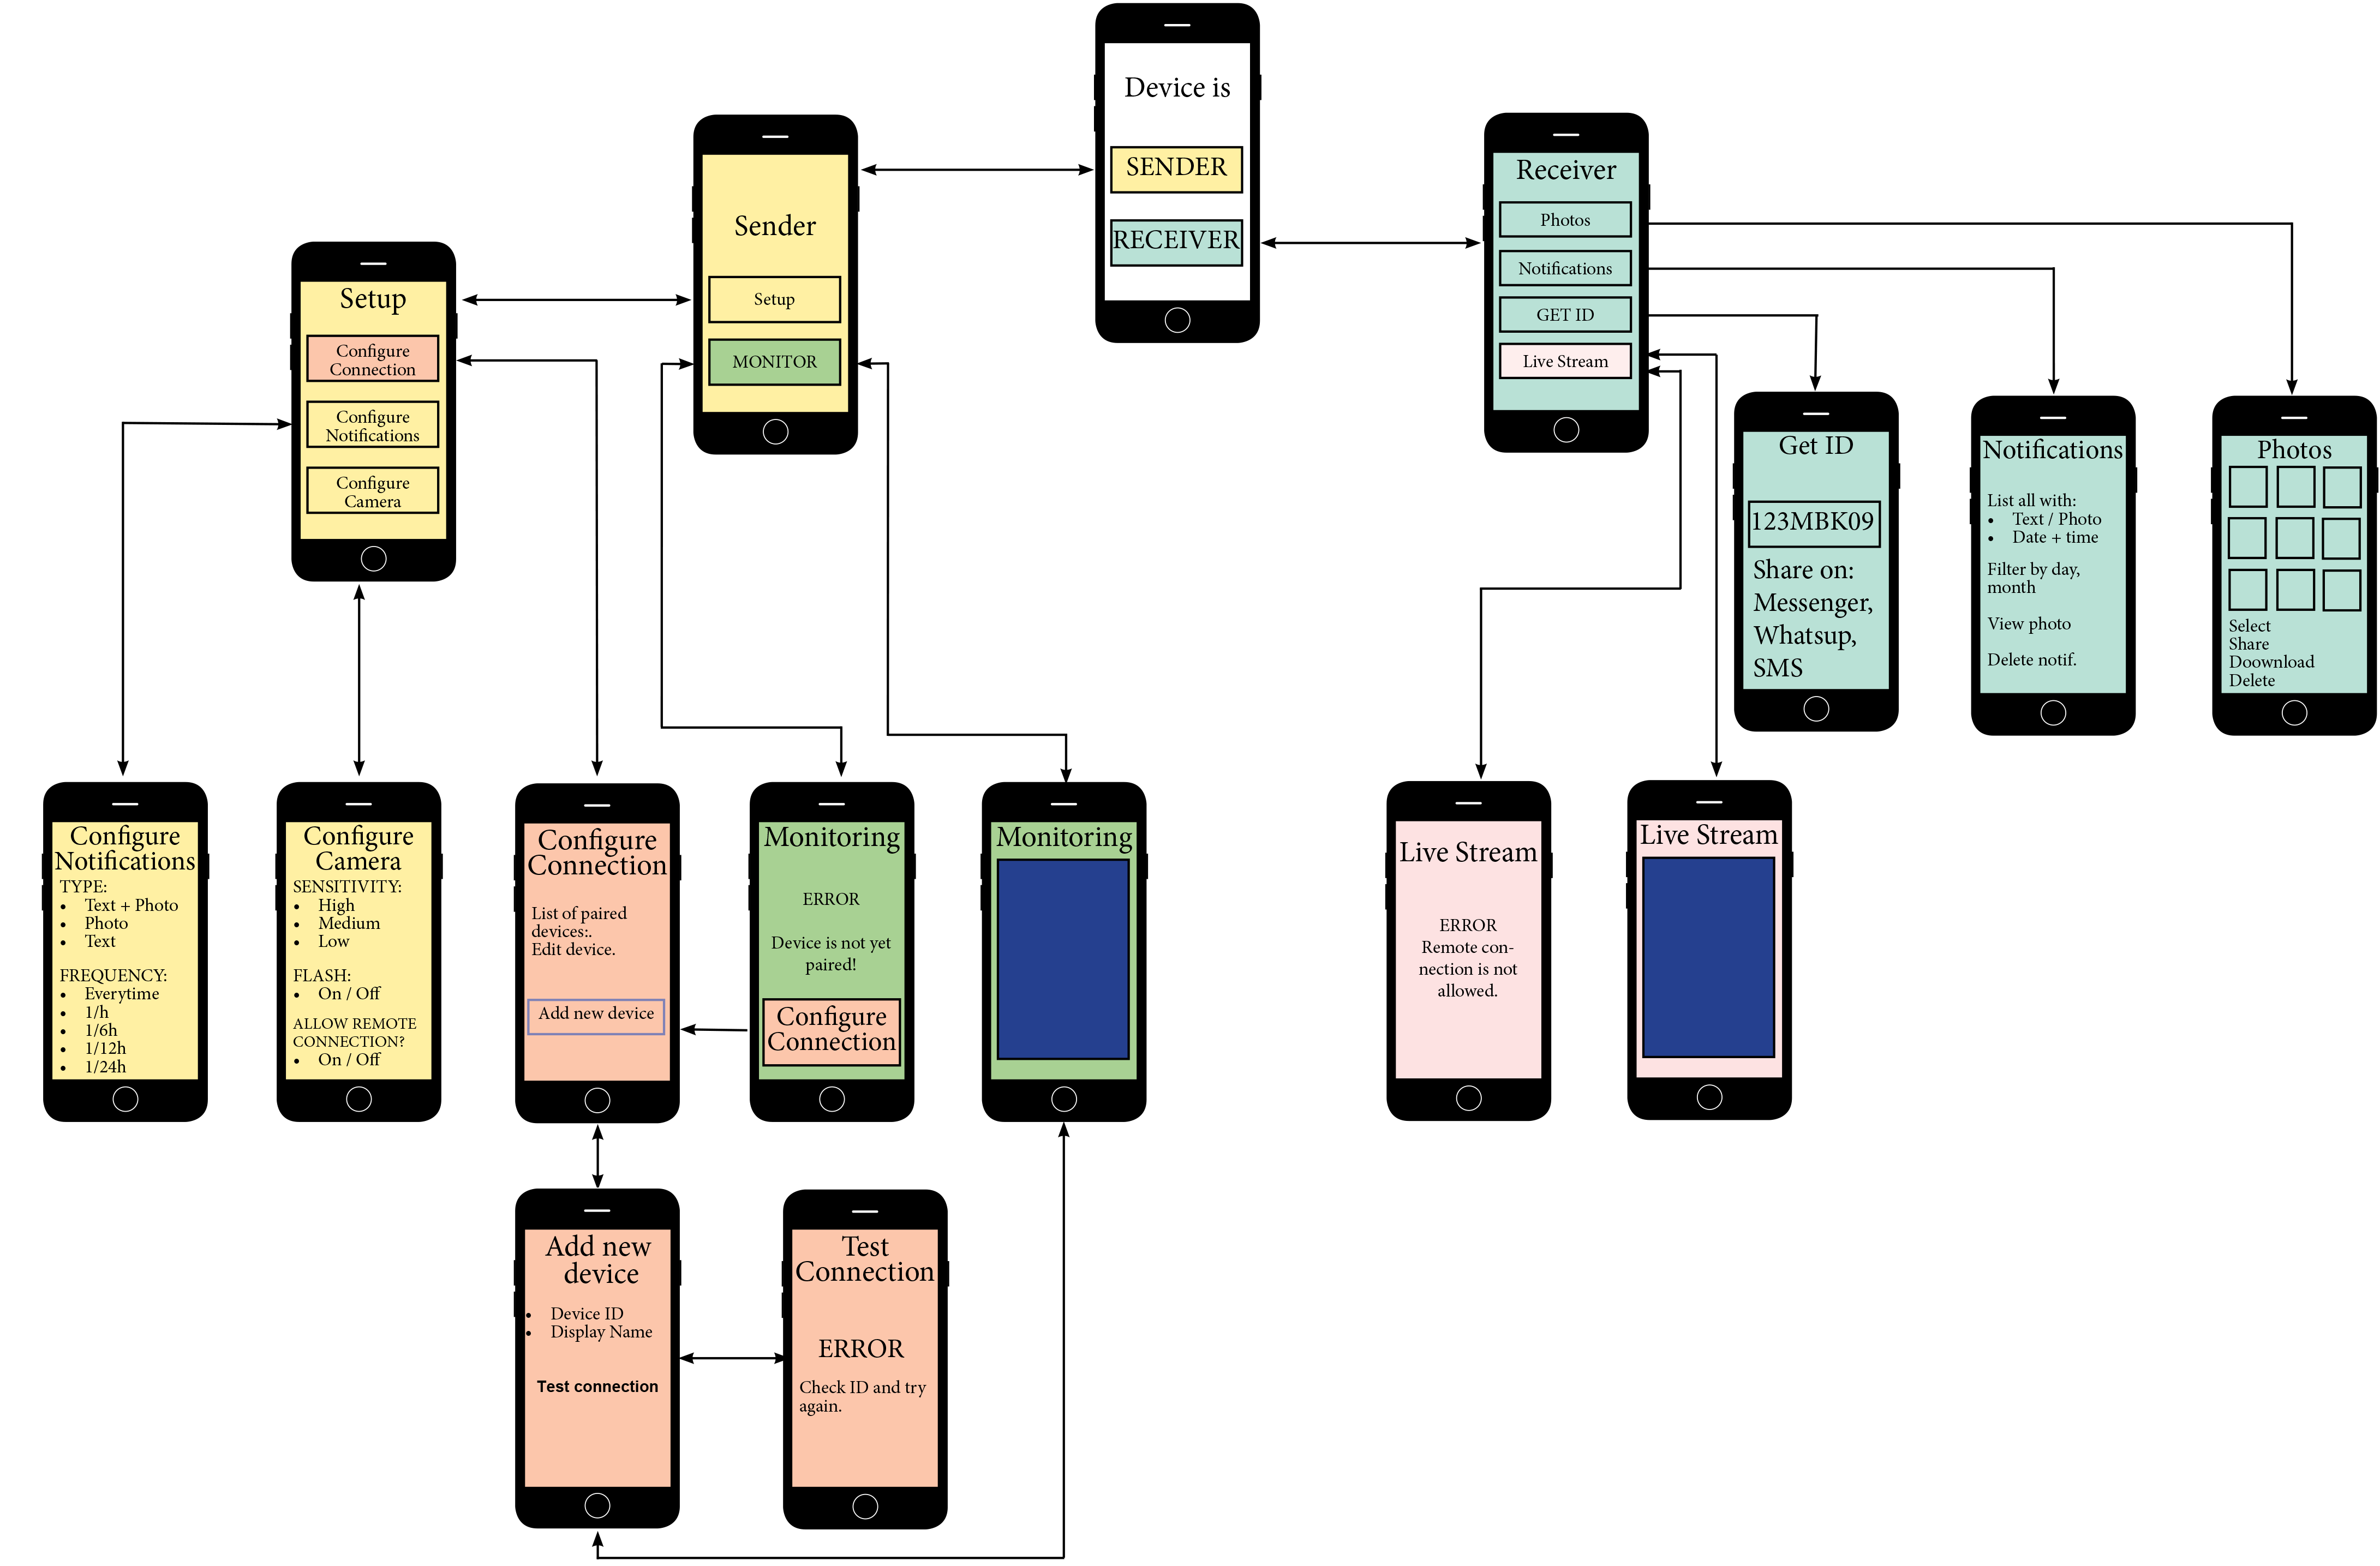 Device is
SENDER
RECEIVER
Sender
Setup
MONITOR
Receiver
Photos
Notifications
GET ID
Live Stream
Setup
Configure
Connection
Configure
Notifications
Configure
Camera
Get ID
123MBK09
Share on:
Messenger,
Whatsup,
SMS
Notifications
List all with:
• Text / Photo
• Date + time
Filter by day,
month
View photo
Delete notif.
Photos
Select
Share
Doownload
Delete
Configure
Notifications
TYPE:
• Text + Photo
• Photo
• Text
FREQUENCY:
• Everytime
• 1/h
• 1/6h
• 1/12h
• 1/24h
Configure
Camera
SENSITIVITY:
• High
• Medium
• Low
FLASH:
• On / Off
ALLOW REMOTE
CONNECTION?
• On / Off
Configure
Connection
List of paired
devices:.
Edit device.
Add new device
Monitoring
ERROR
Device is not yet
paired!
Configure
Connection
Monitoring
Live Stream
ERROR
Remote con-
nection is not
allowed.
Live Stream
Add new
device
• Device ID
• Display Name
Test connection
Test
Connection
ERROR
Check ID and try
again.